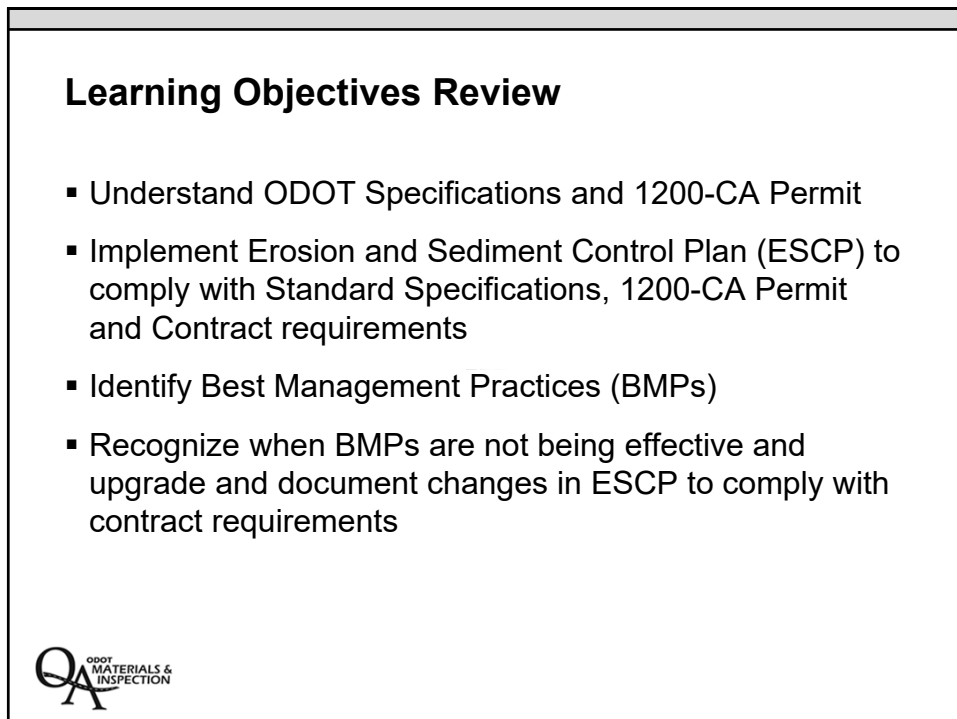 Learning Objectives Review
▪ Understand ODOT Specifications and 1200-CA Permit
▪ Implement Erosion and Sediment Control Plan (ESCP) to
comply with Standard Specifications, 1200-CA Permit
and Contract requirements
▪ Identify Best Management Practices (BMPs)
▪ Recognize when BMPs are not being effective and
upgrade and document changes in ESCP to comply with
contract requirements
QA ODOT
MATERIALS &
INSPECTION